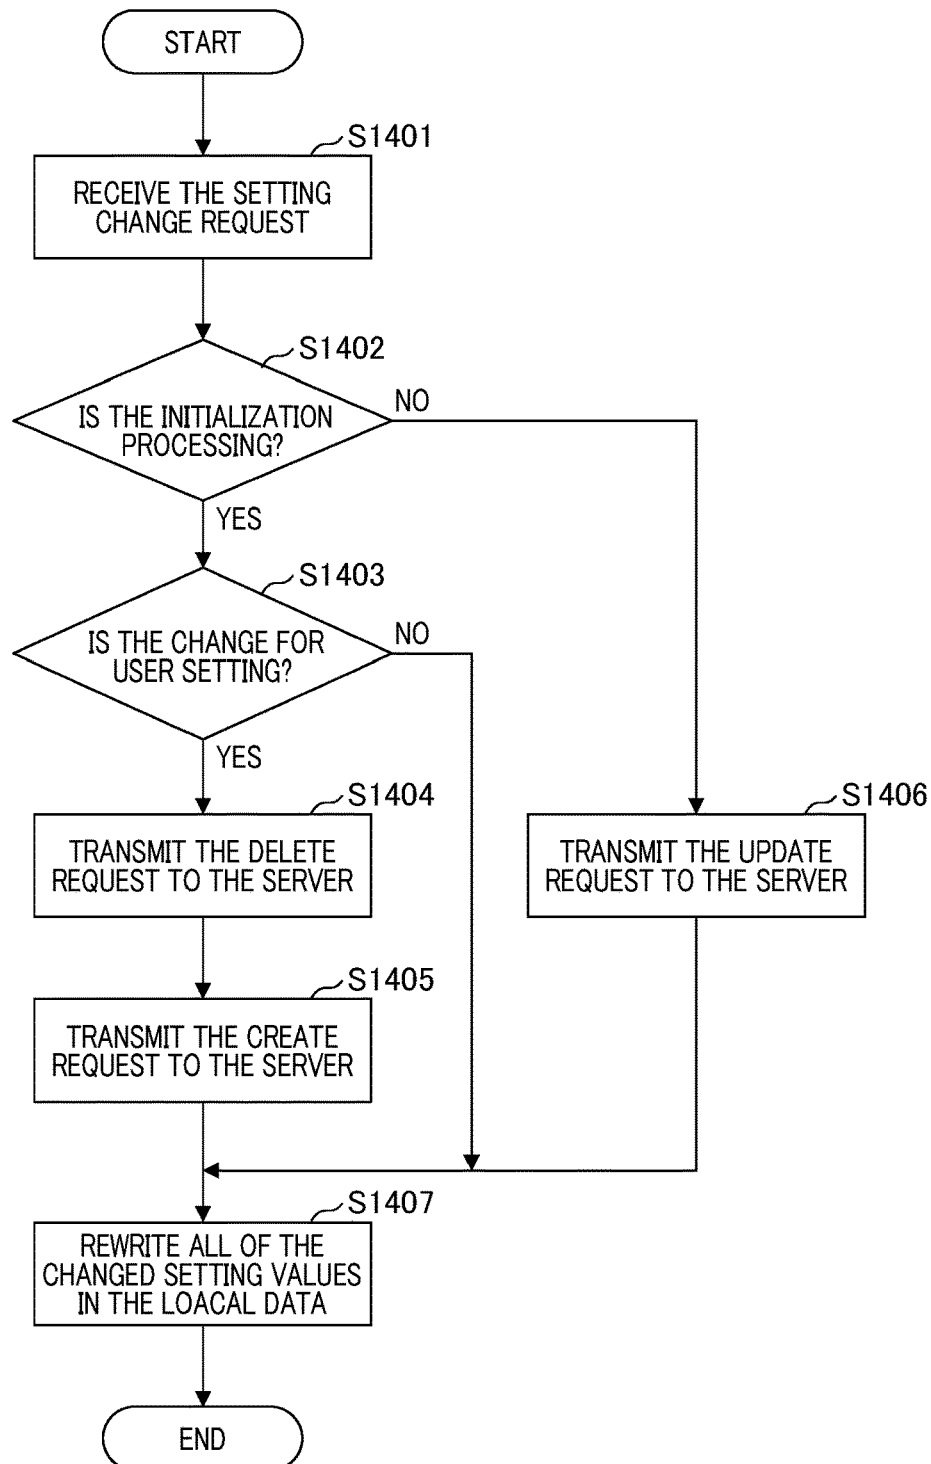 START
S1401
RECEIVE THE SETTING
CHANGE REQUEST
S1402
IS THE INITIALIZATION
PROCESSING?
NO
YES
S1403
IS THE CHANGE FOR
USER SETTING?
NO
YES
S1404
TRANSMIT THE DELETE
REQUEST TO THE SERVER
S1406
TRANSMIT THE UPDATE
REQUEST TO THE SERVER
S1405
TRANSMIT THE CREATE
REQUEST TO THE SERVER
S1407
REWRITE ALL OF THE
CHANGED SETTING VALUES
IN THE LOACAL DATA
END